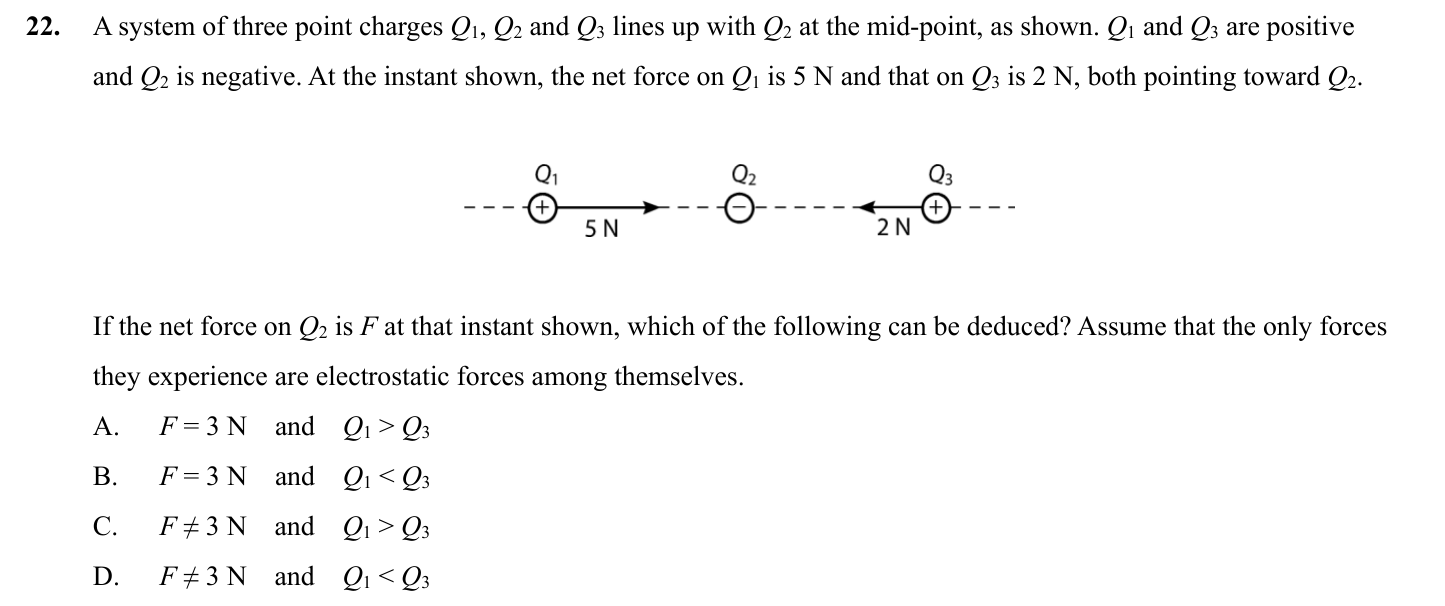 22. A system of three point charges Q₁, Q₂ and Q₃ lines up with Q₂ at the mid-point, as shown. Q₁ and Q₃ are positive
and Q₂ is negative. At the instant shown, the net force on Q₁ is 5 N and that on Q₃ is 2 N, both pointing toward Q₂.
Q₁ Q₂ Q₃
+ − +
5 N 2 N
If the net force on Q₂ is F at that instant shown, which of the following can be deduced? Assume that the only forces
they experience are electrostatic forces among themselves.
A. F = 3 N and Q₁ > Q₃
B. F = 3 N and Q₁ < Q₃
C. F ≠ 3 N and Q₁ > Q₃
D. F ≠ 3 N and Q₁ < Q₃